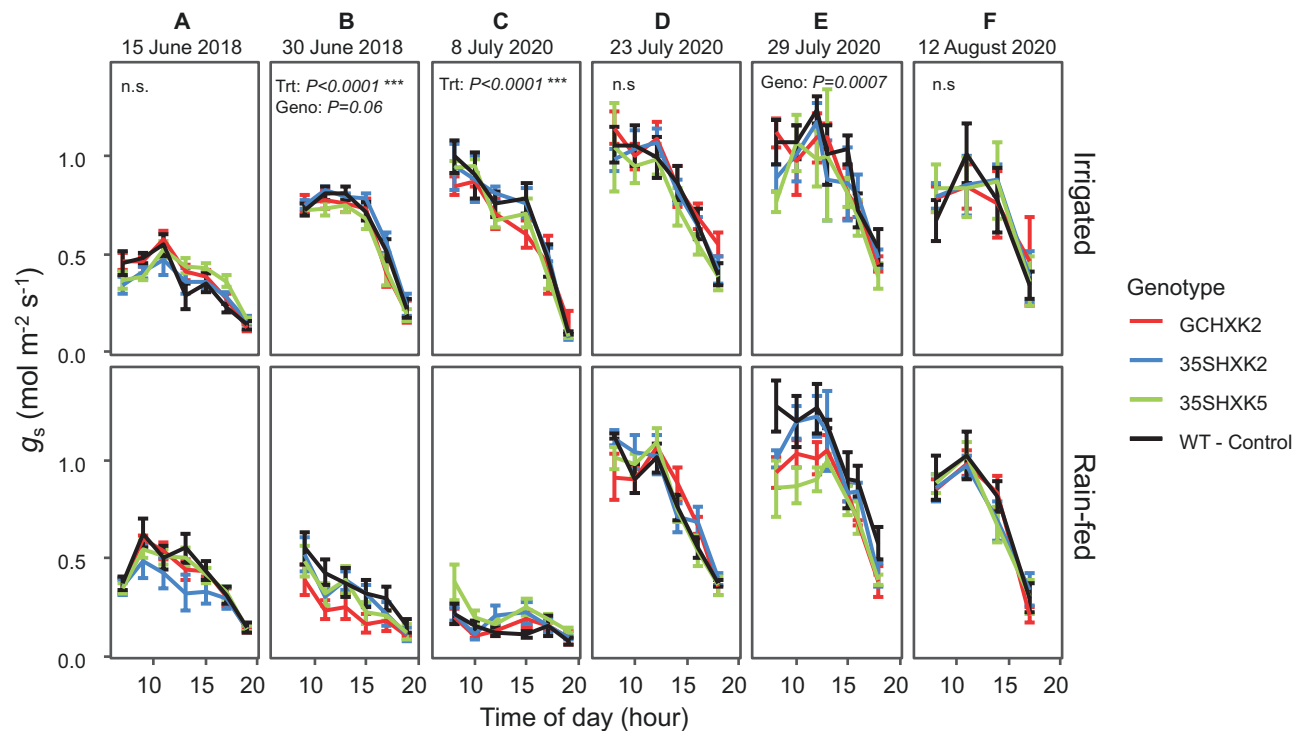 A B C D E F
15 June 2018 30 June 2018 8 July 2020 23 July 2020 29 July 2020 12 August 2020
n.s. Trt: P<0.0001 *** Trt: P<0.0001 *** n.s Geno: P=0.0007 n.s
Geno: P=0.06
1.0
0.5
0.0
Irrigated
1.0
0.5
0.0
Rain-fed
gs (mol m-2 s-1)
10 15 20 10 15 20 10 15 20 10 15 20 10 15 20 10 15 20
Time of day (hour)
Genotype
GCHXK2
35SHXK2
35SHXK5
WT - Control